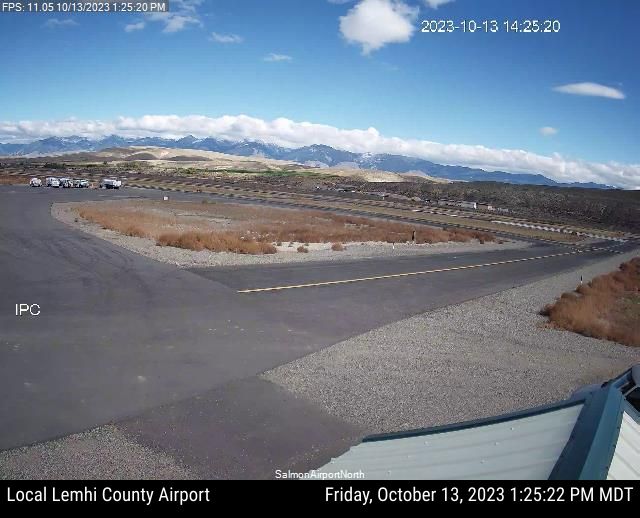 FPS: 11.05 10/13/2023 1:25:20 PM
2023-10-13 14:25:20
IPC
SalmonAirportNorth
Local Lemhi County Airport
Friday, October 13, 2023 1:25:22 PM MDT